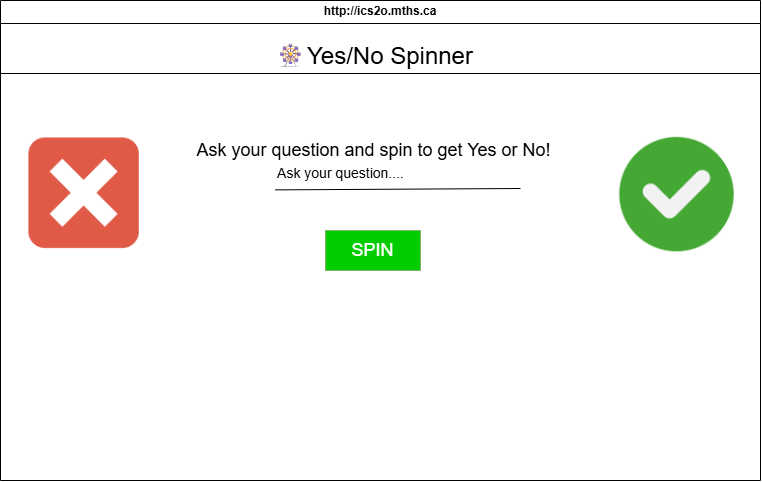 http://ics2o.mths.ca
Yes/No Spinner
Ask your question and spin to get Yes or No!
Ask your question....
SPIN